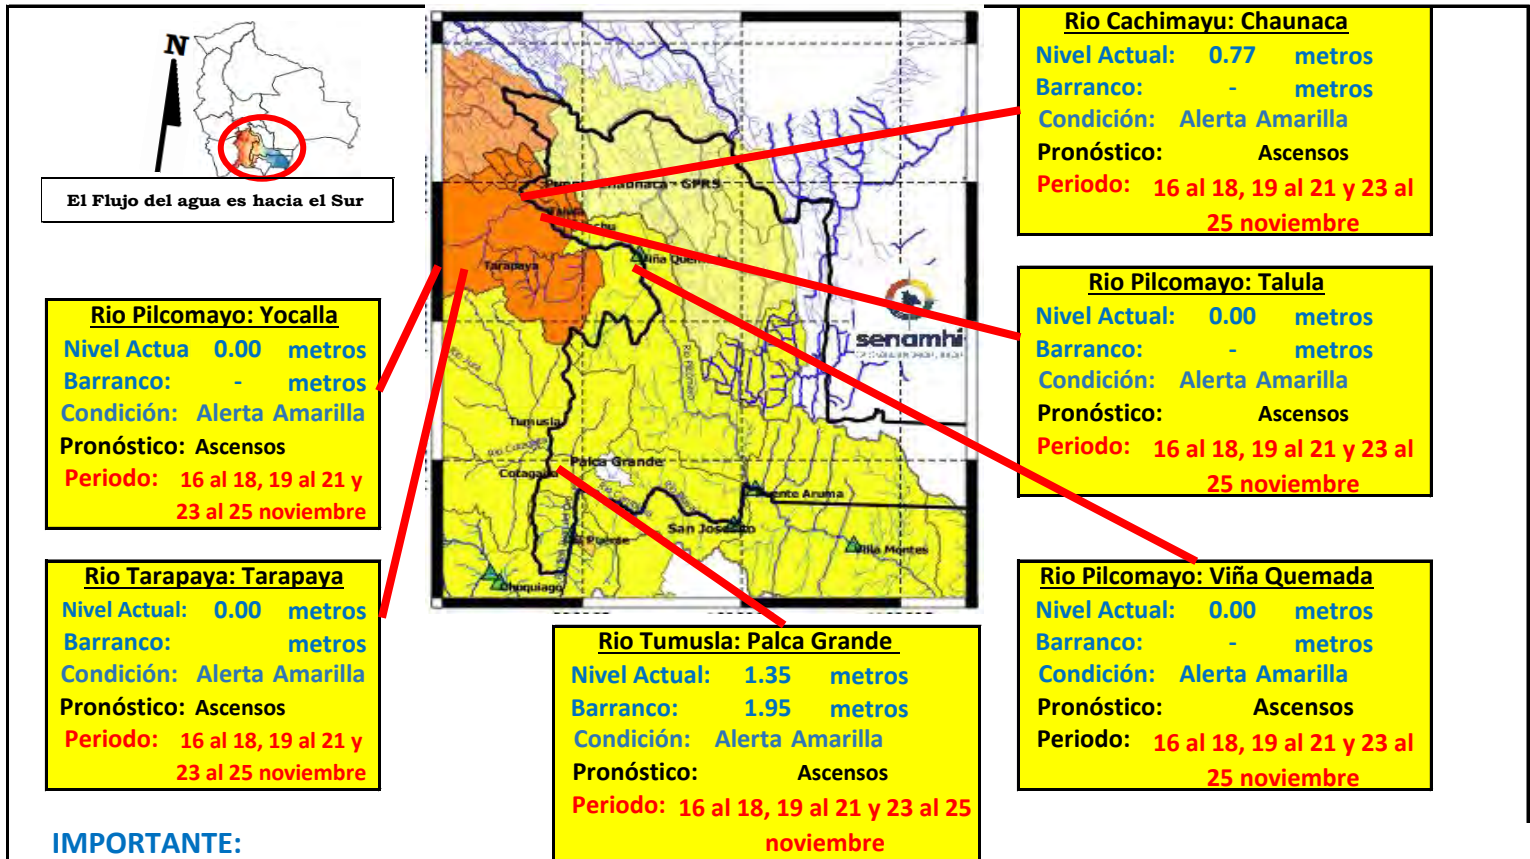 N
El Flujo del agua es hacia el Sur
Rio Pilcomayo: Yocalla
Nivel Actua 0.00 metros
Barranco: - metros
Condición: Alerta Amarilla
Pronóstico: Ascensos
Periodo: 16 al 18, 19 al 21 y
23 al 25 noviembre
Rio Tarapaya: Tarapaya
Nivel Actual: 0.00 metros
Barranco: metros
Condición: Alerta Amarilla
Pronóstico: Ascensos
Periodo: 16 al 18, 19 al 21 y
23 al 25 noviembre
IMPORTANTE:
- GPRS
Tarapaya
Viña
senamhi
Tumusla
Palca Grande
San
Puente
Aruma
Villa Montes
Rio Tumusla: Palca Grande
Nivel Actual: 1.35 metros
Barranco: 1.95 metros
Condición: Alerta Amarilla
Pronóstico: Ascensos
Periodo: 16 al 18, 19 al 21 y 23 al 25
noviembre
Rio Cachimayu: Chaunaca
Nivel Actual: 0.77 metros
Barranco: - metros
Condición: Alerta Amarilla
Pronóstico: Ascensos
Periodo: 16 al 18, 19 al 21 y 23 al
25 noviembre
Rio Pilcomayo: Talula
Nivel Actual: 0.00 metros
Barranco: - metros
Condición: Alerta Amarilla
Pronóstico: Ascensos
Periodo: 16 al 18, 19 al 21 y 23 al
25 noviembre
Rio Pilcomayo: Viña Quemada
Nivel Actual: 0.00 metros
Barranco: - metros
Condición: Alerta Amarilla
Pronóstico: Ascensos
Periodo: 16 al 18, 19 al 21 y 23 al
25 noviembre